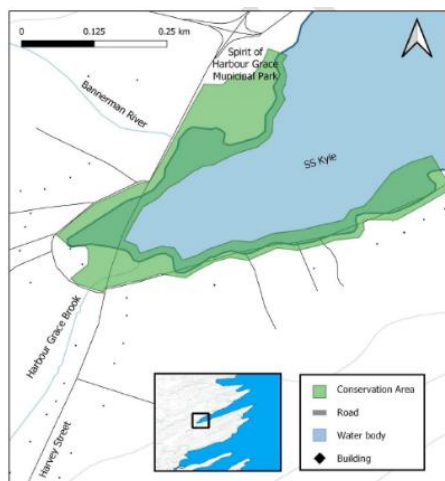 0 0.125 0.25 km
Spirit of
Harbour Grace
Municipal Park
Bannerman River
SS Kyle
Harbour Grace Brook
Harvey Street
Conservation Area
Road
Water body
Building